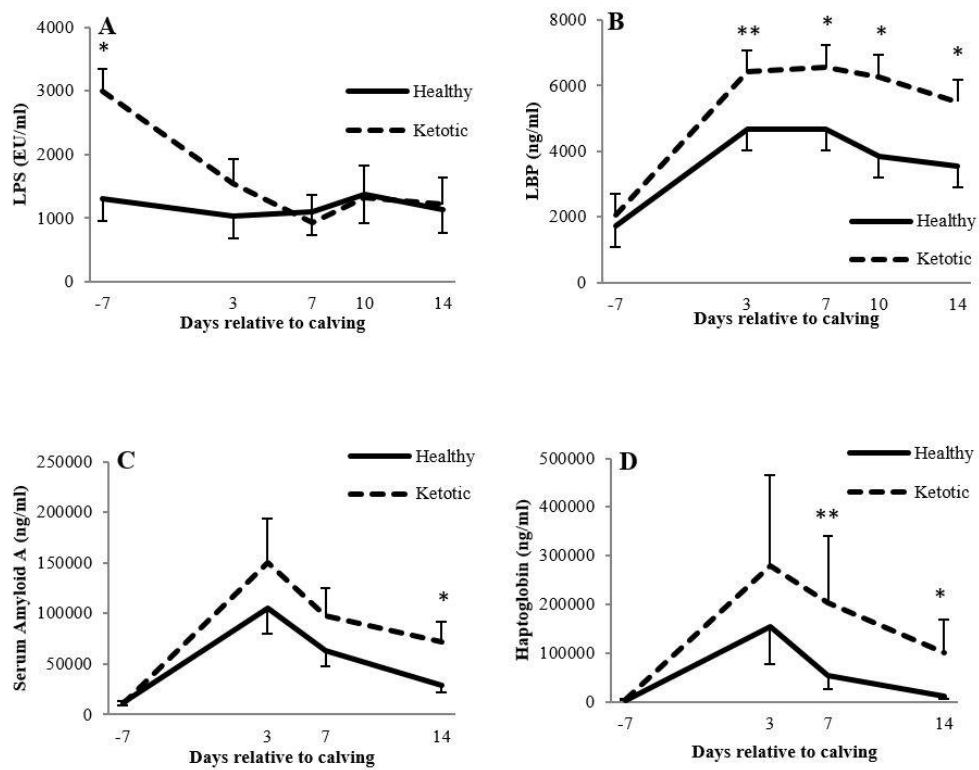 A
LPS (EU/ml)
4000
3000
2000
1000
0
*
Healthy
Ketotic
-7 3 7 10 14
Days relative to calving
B
LBP (ng/ml)
8000
6000
4000
2000
0
** * * *
Healthy
Ketotic
-7 3 7 10 14
Days relative to calving
C
Serum Amyloid A (ng/ml)
250000
200000
150000
100000
50000
0
*
Healthy
Ketotic
-7 3 7 14
Days relative to calving
D
Haptoglobin (ng/ml)
500000
400000
300000
200000
100000
0
** *
Healthy
Ketotic
-7 3 7 14
Days relative to calving